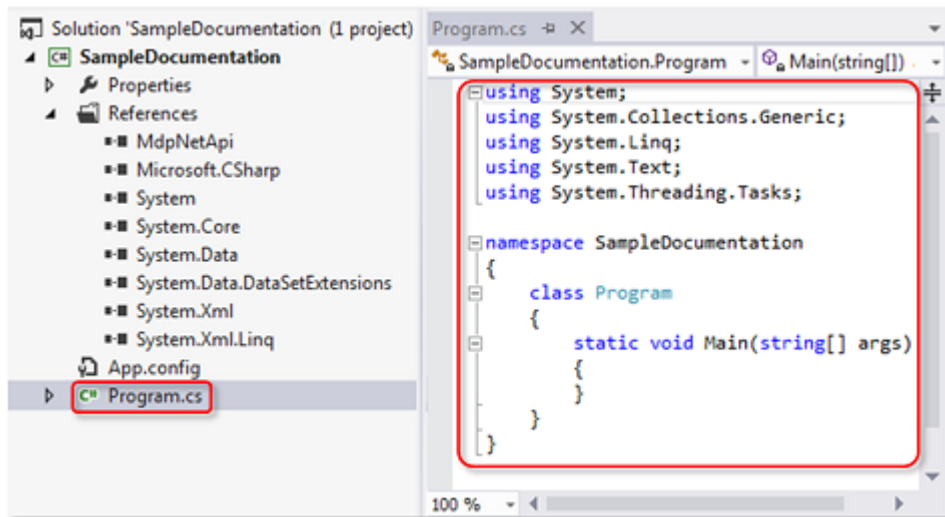 Solution 'SampleDocumentation (1 project)
SampleDocumentation
Properties
References
MdpNetApi
Microsoft.CSharp
System
System.Core
System.Data
System.Data.DataSetExtensions
System.Xml
System.Xml.Linq
App.config
C# Program.cs
Program.cs
SampleDocumentation.Program
Main(string[])
using System;
using System.Collections.Generic;
using System.Linq;
using System.Text;
using System.Threading.Tasks;
namespace SampleDocumentation
{
class Program
{
static void Main(string[] args)
{
}
}
}
100 %